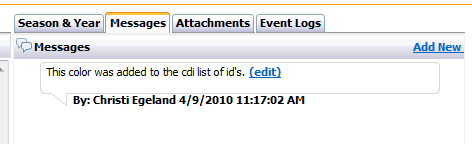 Season & Year Messages Attachments Event Logs
Messages Add New
This color was added to the cdi list of id's. (edit)
By: Christi Egeland 4/9/2010 11:17:02 AM